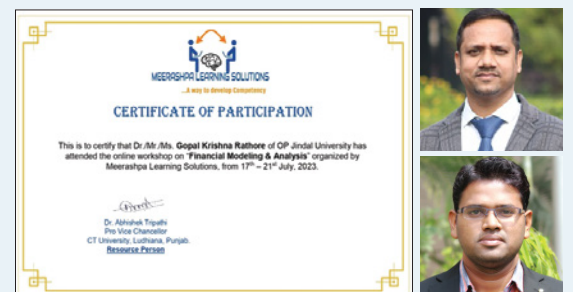 MEERASHPA LEARNING SOLUTIONS
...A way to develop Competency
CERTIFICATE OF PARTICIPATION
This is to certify that Dr./Mr./Ms. Gopal Krishna Rathore of OP Jindal University has
attended the online workshop on "Financial Modeling & Analysis" organized by
Meerashpa Learning Solutions, from 17th – 21st July, 2023.
Dr. Abhishek Tripathi
Pro Vice Chancellor
CT University, Ludhiana, Punjab.
Resource Person